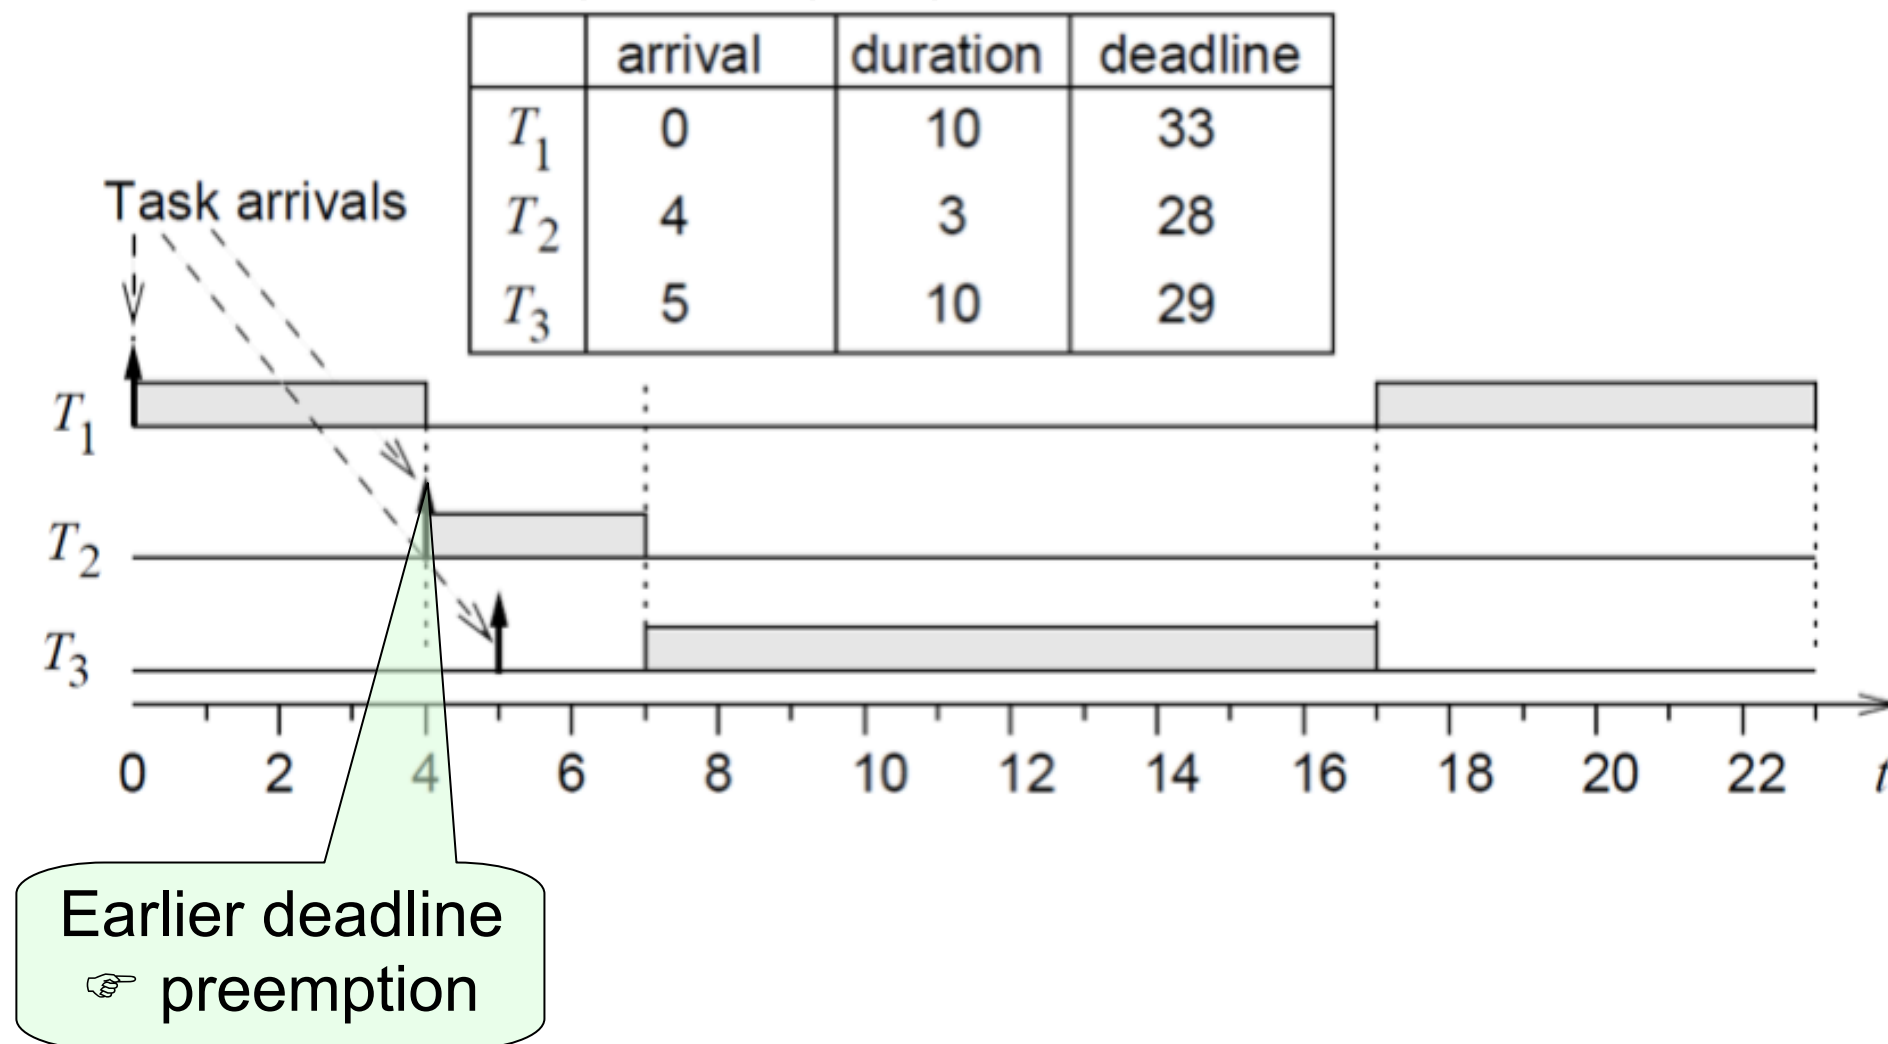 arrival duration deadline
T1 0 10 33
T2 4 3 28
T3 5 10 29
Task arrivals
T1
T2
T3
0 2 4 6 8 10 12 14 16 18 20 22 t
Earlier deadline
☞ preemption